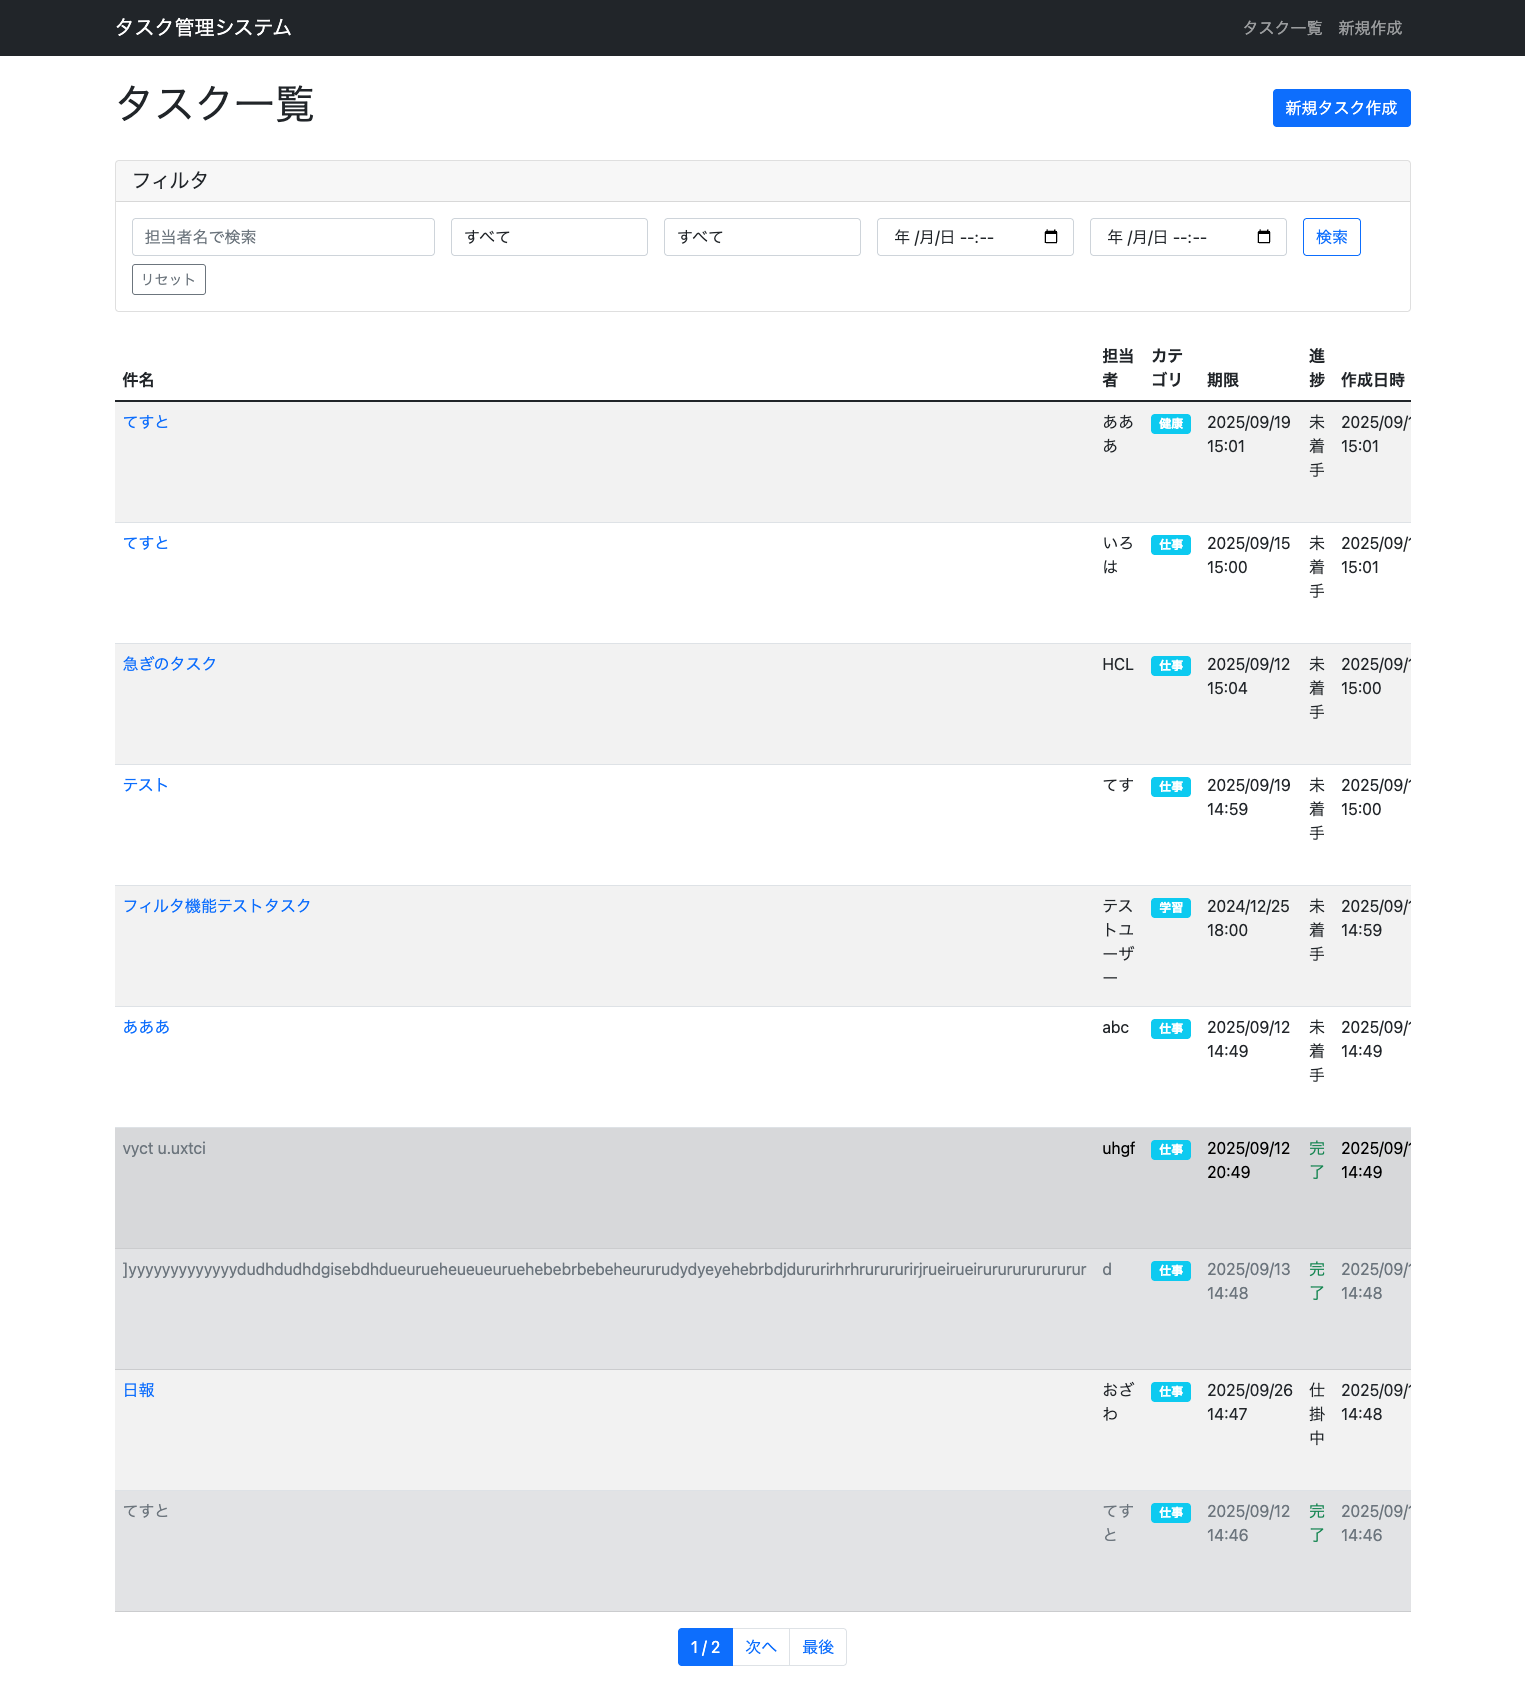 タスク管理システム
タスク一覧 新規作成
タスク一覧
新規タスク作成
フィルタ
担当者名で検索 すべて すべて 年 /月/日 --:-- 年 /月/日 --:-- 検索
リセット
件名 担当者 カテゴリ 期限 進捗 作成日時
てすと あああ 健康 2025/09/19 15:01 未着手 2025/09/ 15:01
てすと いろは 仕事 2025/09/15 15:00 未着手 2025/09/ 15:01
急ぎのタスク HCL 仕事 2025/09/12 15:04 未着手 2025/09/ 15:00
テスト てす 仕事 2025/09/19 14:59 未着手 2025/09/ 15:00
フィルタ機能テストタスク テストユーザー 学習 2024/12/25 18:00 未着手 2025/09/ 14:59
あああ abc 仕事 2025/09/12 14:49 未着手 2025/09/ 14:49
vyct u.uxtci uhgf 仕事 2025/09/12 20:49 完了 2025/09/ 14:49
]yyyyyyyyyyyyydudhdudhdgisebdhdueurueheueueuruehebebrbebeheururudydyeyehebrbdjdururirhrhrurururirjrueirueirurururururur d 仕事 2025/09/13 14:48 完了 2025/09/ 14:48
日報 おざわ 仕事 2025/09/26 14:47 仕掛中 2025/09/ 14:48
てすと てすと 仕事 2025/09/12 14:46 完了 2025/09/ 14:46
1 / 2 次へ 最後